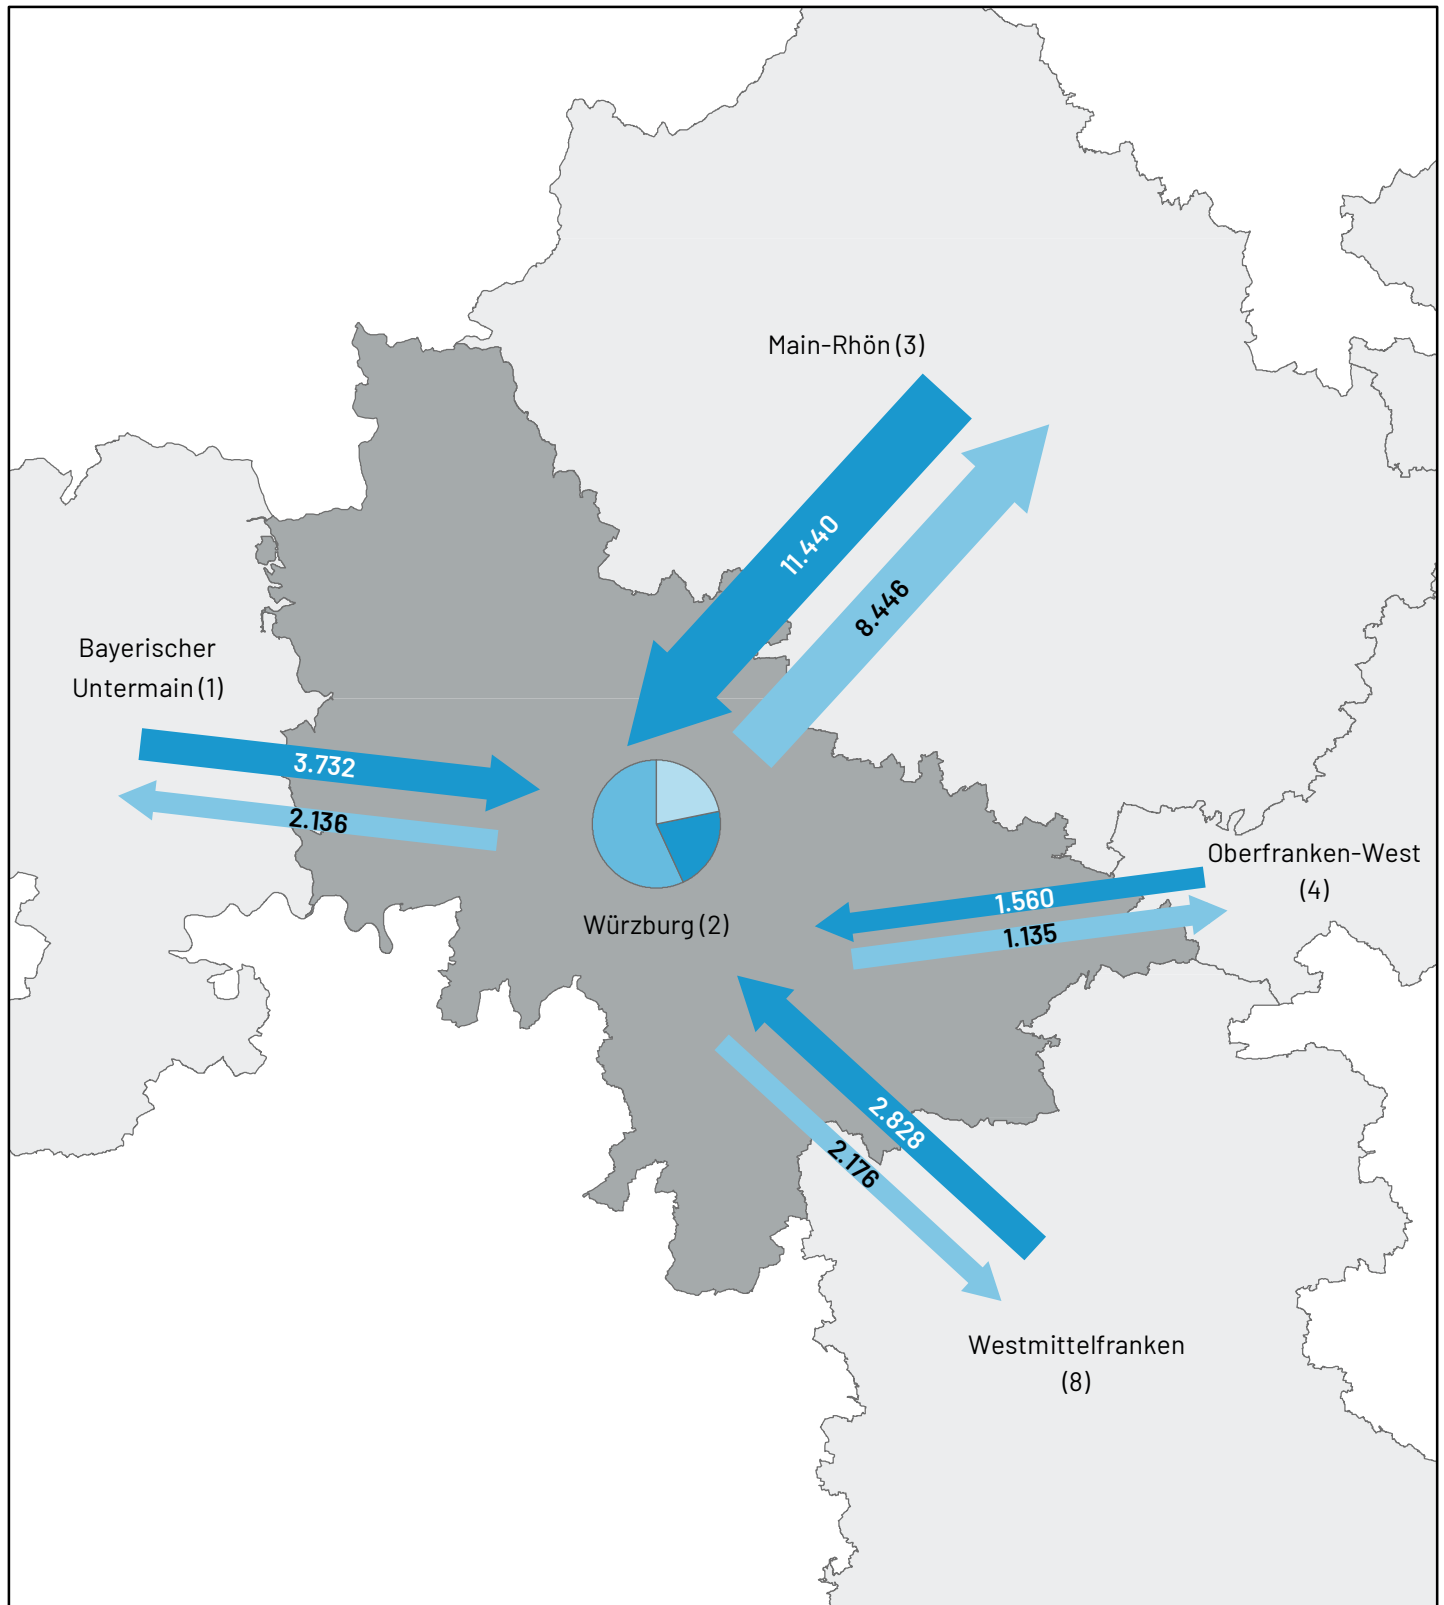 Main-Rhön (3)
11.440
8.446
Bayerischer
Untermain (1)
3.732
2.136
Würzburg (2)
Oberfranken-West
(4)
1.560
1.135
2.828
2.176
Westmittelfranken
(8)